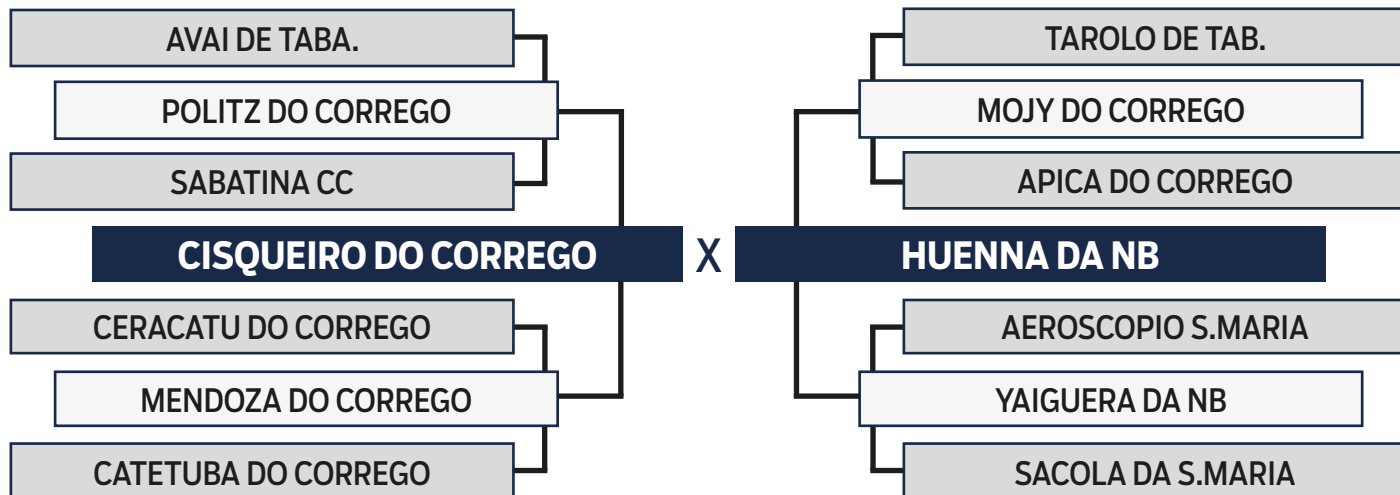 AVAI DE TABA.
POLITZ DO CORREGO
SABATINA CC
CISQUEIRO DO CORREGO
CERACATU DO CORREGO
MENDOZA DO CORREGO
CATETUBA DO CORREGO
X
TAROLO DE TAB.
MOJY DO CORREGO
APICA DO CORREGO
HUENNA DA NB
AEROSCOPIO S.MARIA
YAIGUERA DA NB
SACOLA DA S.MARIA